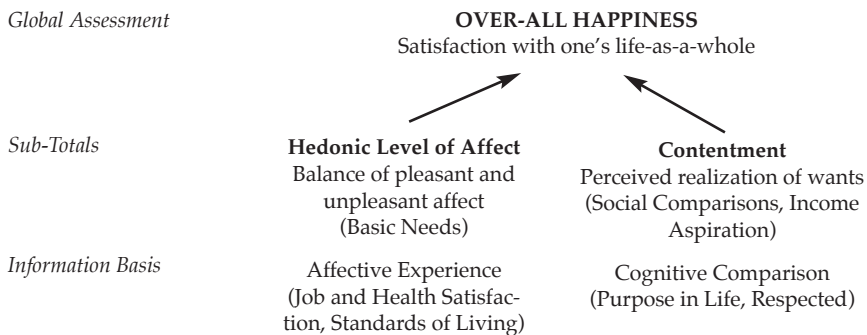 Global Assessment
OVER-ALL HAPPINESS
Satisfaction with one’s life-as-a-whole
Sub-Totals
Hedonic Level of Affect
Balance of pleasant and
unpleasant affect
(Basic Needs)
Contentment
Perceived realization of wants
(Social Comparisons, Income
Aspiration)
Information Basis
Affective Experience
(Job and Health Satisfac-
tion, Standards of Living)
Cognitive Comparison
(Purpose in Life, Respected)